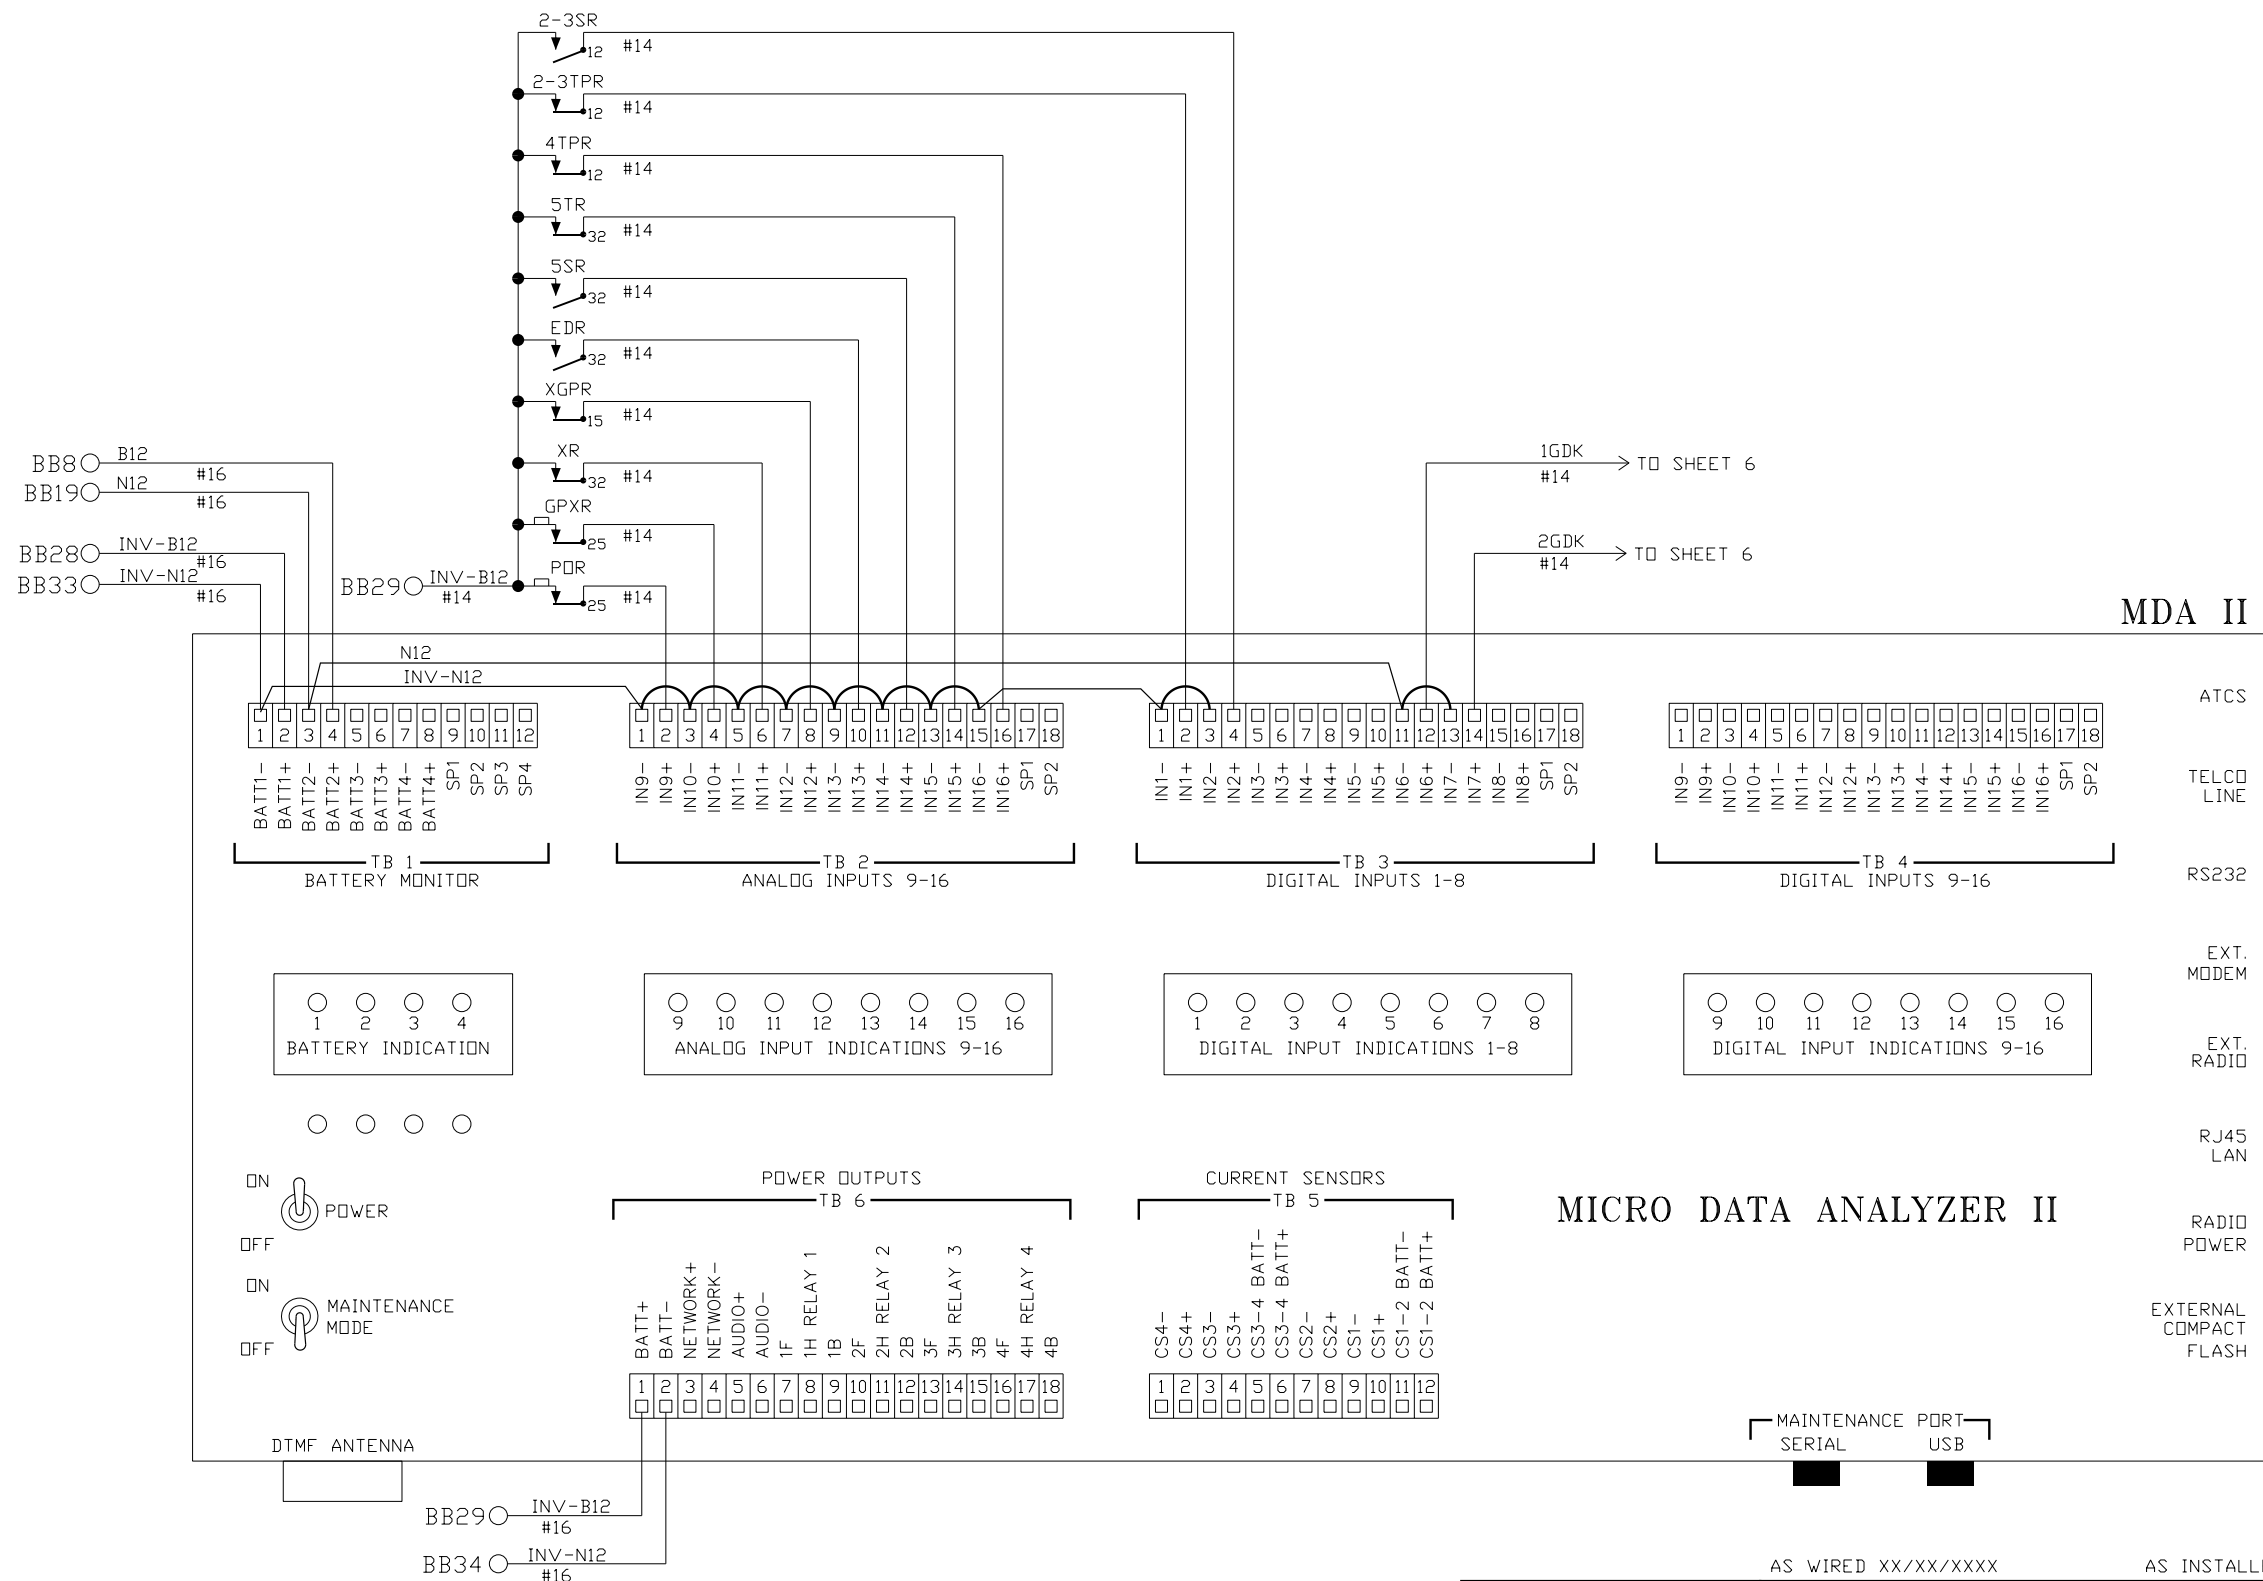 2-3SR
12 #14
2-3TPR
12 #14
4TPR
12 #14
5TR
32 #14
5SR
32 #14
EDR
32 #14
XGPR
15 #14
XR
32 #14
GPXR
25 #14
POR
25 #14
BB8 B12
#16
BB19 N12
#16
BB28 INV-B12
#16
BB33 INV-N12
#16
BB29 INV-B12
#14
1GDK
#14
TO SHEET 6
2GDK
#14
TO SHEET 6
MDA II
N12
INV-N12
1 2 3 4 5 6 7 8 9 10 11 12
BATT1- BATT1+ BATT2- BATT2+ BATT3- BATT3+ BATT4- BATT4+ SP1 SP2 SP3 SP4
TB 1
BATTERY MONITOR
1 2 3 4 5 6 7 8 9 10 11 12 13 14 15 16 17 18
IN9- IN9+ IN10- IN10+ IN11- IN11+ IN12- IN12+ IN13- IN13+ IN14- IN14+ IN15- IN15+ IN16- IN16+ SP1 SP2
TB 2
ANALOG INPUTS 9-16
1 2 3 4 5 6 7 8 9 10 11 12 13 14 15 16 17 18
IN1- IN1+ IN2- IN2+ IN3- IN3+ IN4- IN4+ IN5- IN5+ IN6- IN6+ IN7- IN7+ IN8- IN8+ SP1 SP2
TB 3
DIGITAL INPUTS 1-8
1 2 3 4 5 6 7 8 9 10 11 12 13 14 15 16 17 18
IN9- IN9+ IN10- IN10+ IN11- IN11+ IN12- IN12+ IN13- IN13+ IN14- IN14+ IN15- IN15+ IN16- IN16+ SP1 SP2
TB 4
DIGITAL INPUTS 9-16
ATCS
TELCO
LINE
RS232
EXT.
MODEM
EXT.
RADIO
RJ45
LAN
RADIO
POWER
EXTERNAL
COMPACT
FLASH
1 2 3 4
BATTERY INDICATION
9 10 11 12 13 14 15 16
ANALOG INPUT INDICATIONS 9-16
1 2 3 4 5 6 7 8
DIGITAL INPUT INDICATIONS 1-8
9 10 11 12 13 14 15 16
DIGITAL INPUT INDICATIONS 9-16
ON
POWER
OFF
ON
MAINTENANCE
MODE
OFF
POWER OUTPUTS
TB 6
BATT+ BATT- NETWORK+ NETWORK- AUDIO+ AUDIO- 1F 1H RELAY 1 1B 2F 2H RELAY 2 2B 3F 3H RELAY 3 3B 4F 4H RELAY 4 4B
1 2 3 4 5 6 7 8 9 10 11 12 13 14 15 16 17 18
CURRENT SENSORS
TB 5
CS4- CS4+ CS3- CS3+ CS3-4 BATT- CS3-4 BATT+ CS2- CS2+ CS1- CS1+ CS1-2 BATT- CS1-2 BATT+
1 2 3 4 5 6 7 8 9 10 11 12
MICRO DATA ANALYZER II
MAINTENANCE PORT
SERIAL USB
DTMF ANTENNA
BB29 INV-B12
#16
BB34 INV-N12
#16
AS WIRED XX/XX/XXXX
AS